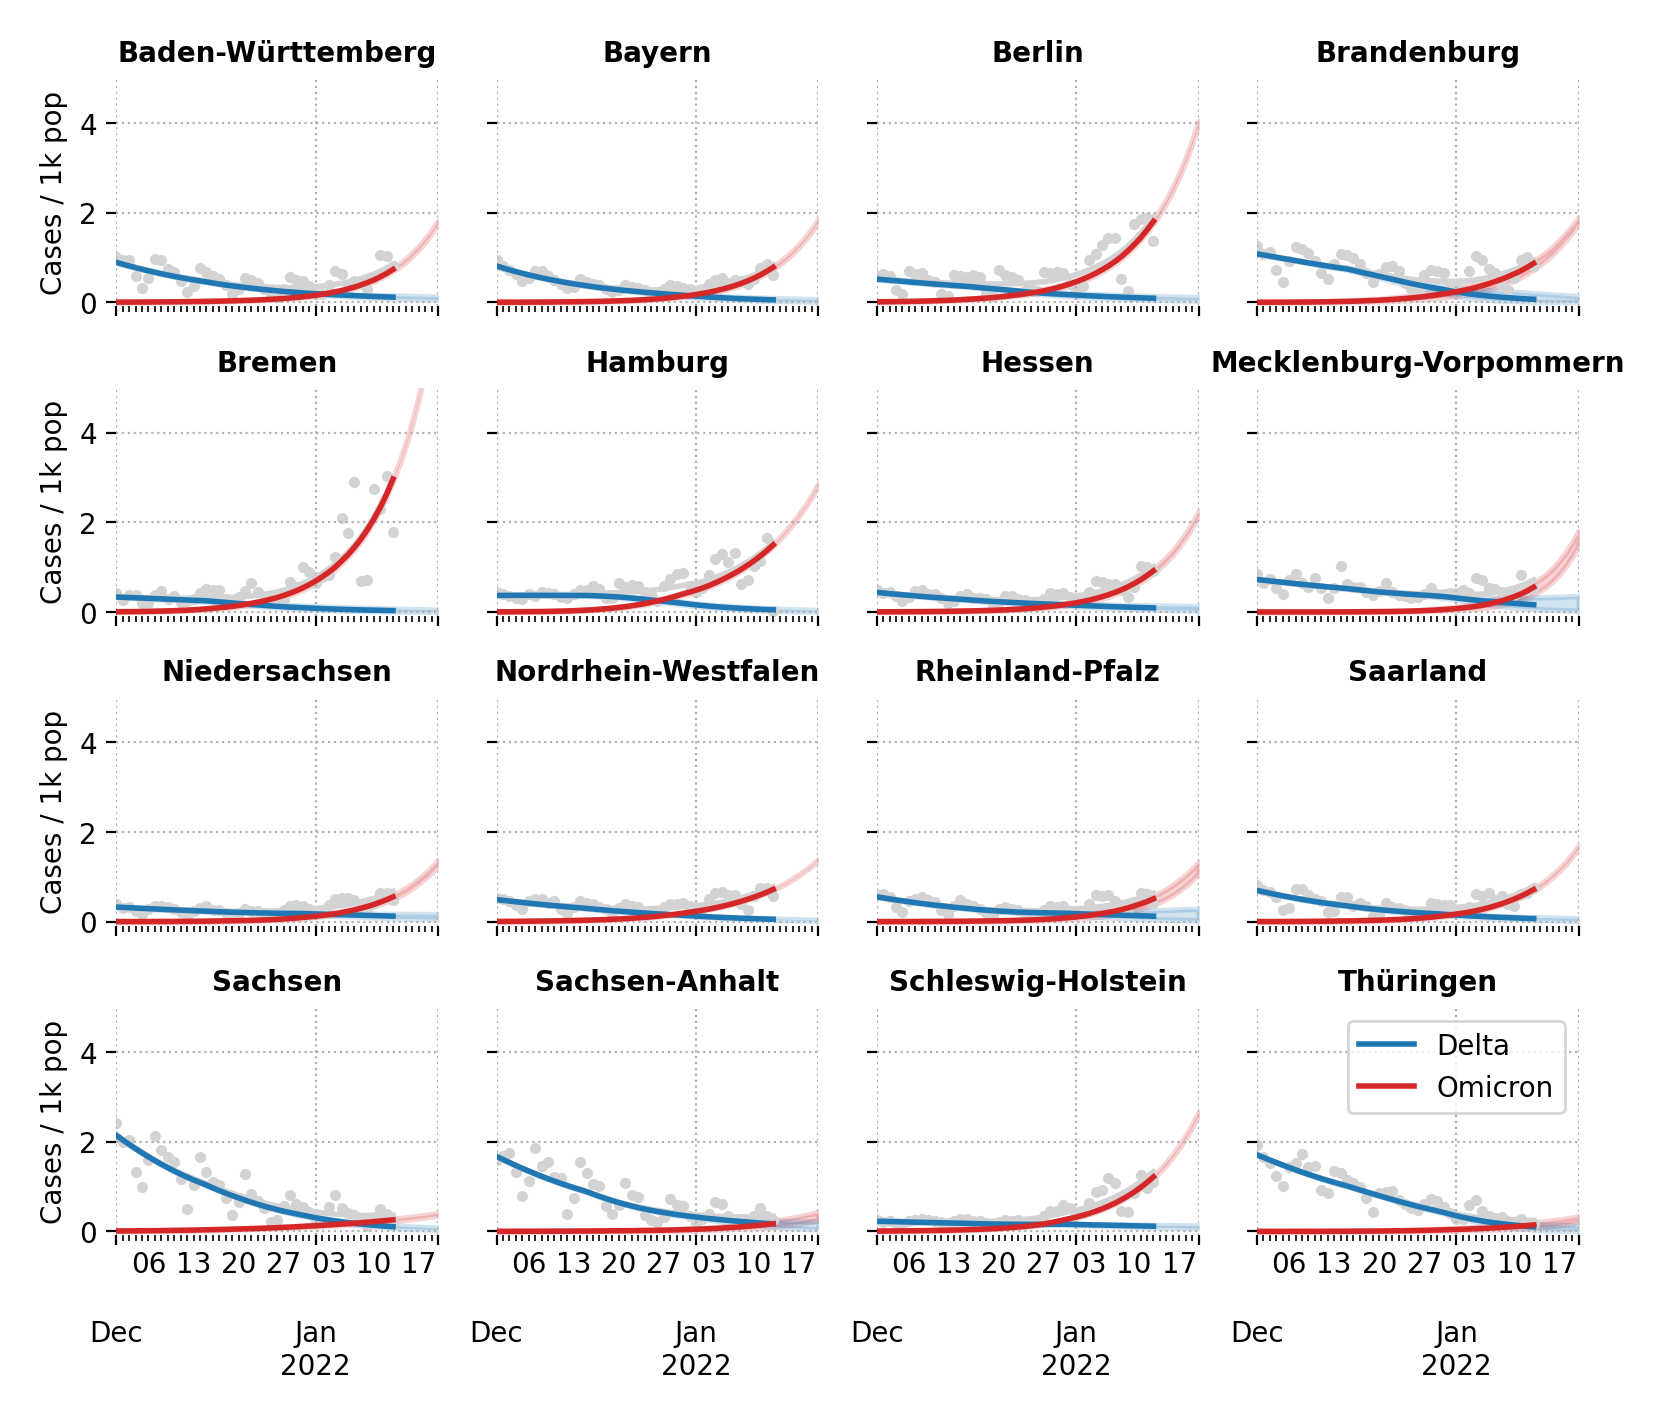 Baden-Württemberg
Bayern
Berlin
Brandenburg
Cases / 1k pop
4
2
0
Bremen
Hamburg
Hessen
Mecklenburg-Vorpommern
Cases / 1k pop
4
2
0
Niedersachsen
Nordrhein-Westfalen
Rheinland-Pfalz
Saarland
Cases / 1k pop
4
2
0
Sachsen
Sachsen-Anhalt
Schleswig-Holstein
Thüringen
Cases / 1k pop
4
2
0
Delta
Omicron
06 13 20 27 03 10 17
06 13 20 27 03 10 17
06 13 20 27 03 10 17
06 13 20 27 03 10 17
Dec Jan
2022
Dec Jan
2022
Dec Jan
2022
Dec Jan
2022